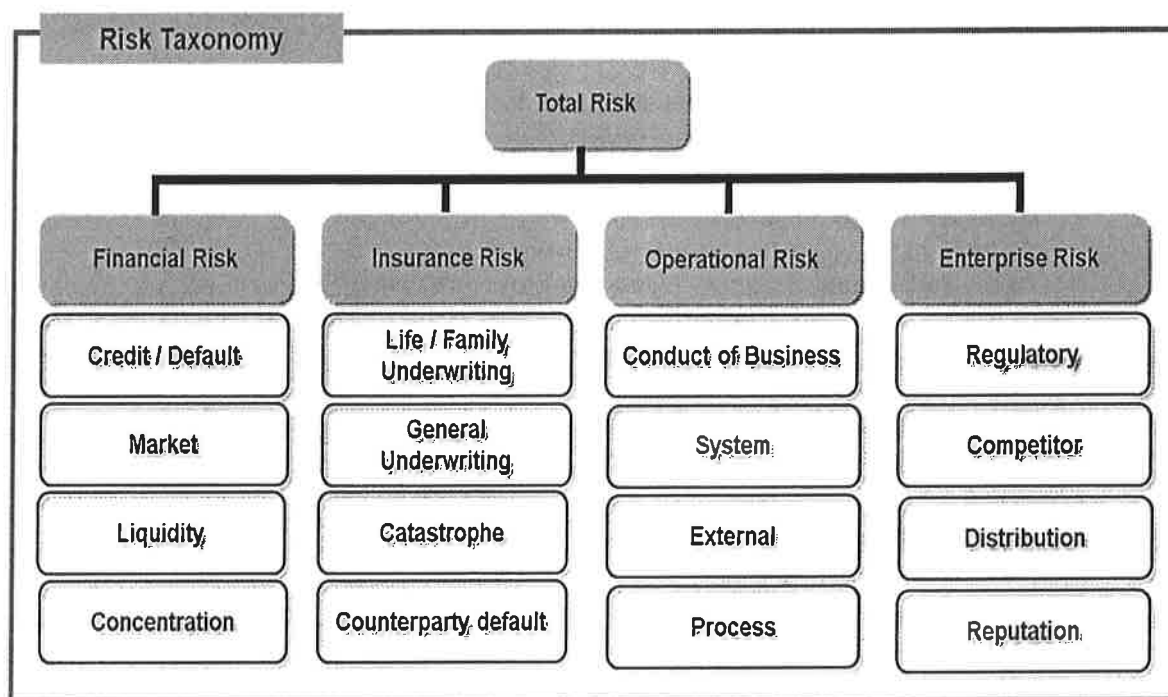 Risk Taxonomy
Total Risk
Financial Risk
Insurance Risk
Operational Risk
Enterprise Risk
Credit / Default
Life / Family
Underwriting
Conduct of Business
Regulatory
Market
General
Underwriting
System
Competitor
Liquidity
Catastrophe
External
Distribution
Concentration
Counterparty default
Process
Reputation